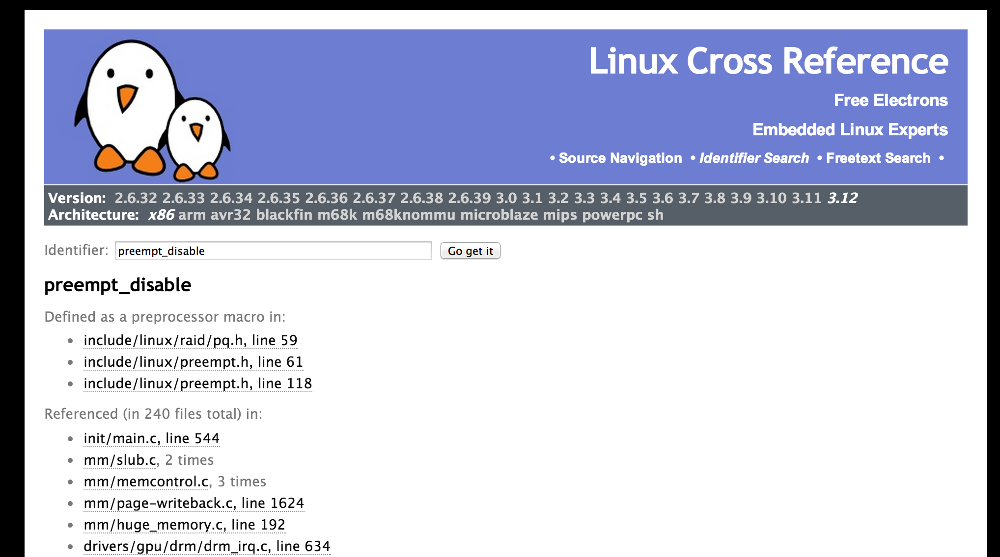 Linux Cross Reference
Free Electrons
Embedded Linux Experts
• Source Navigation • Identifier Search • Freetext Search •
Version: 2.6.32 2.6.33 2.6.34 2.6.35 2.6.36 2.6.37 2.6.38 2.6.39 3.0 3.1 3.2 3.3 3.4 3.5 3.6 3.7 3.8 3.9 3.10 3.11 3.12
Architecture: x86 arm avr32 blackfin m68k m68knommu microblaze mips powerpc sh
Identifier: preempt_disable Go get it
preempt_disable
Defined as a preprocessor macro in:
• include/linux/raid/pq.h, line 59
• include/linux/preempt.h, line 61
• include/linux/preempt.h, line 118
Referenced (in 240 files total) in:
• init/main.c, line 544
• mm/slub.c, 2 times
• mm/memcontrol.c, 3 times
• mm/page-writeback.c, line 1624
• mm/huge_memory.c, line 192
• drivers/gpu/drm/drm_irq.c, line 634